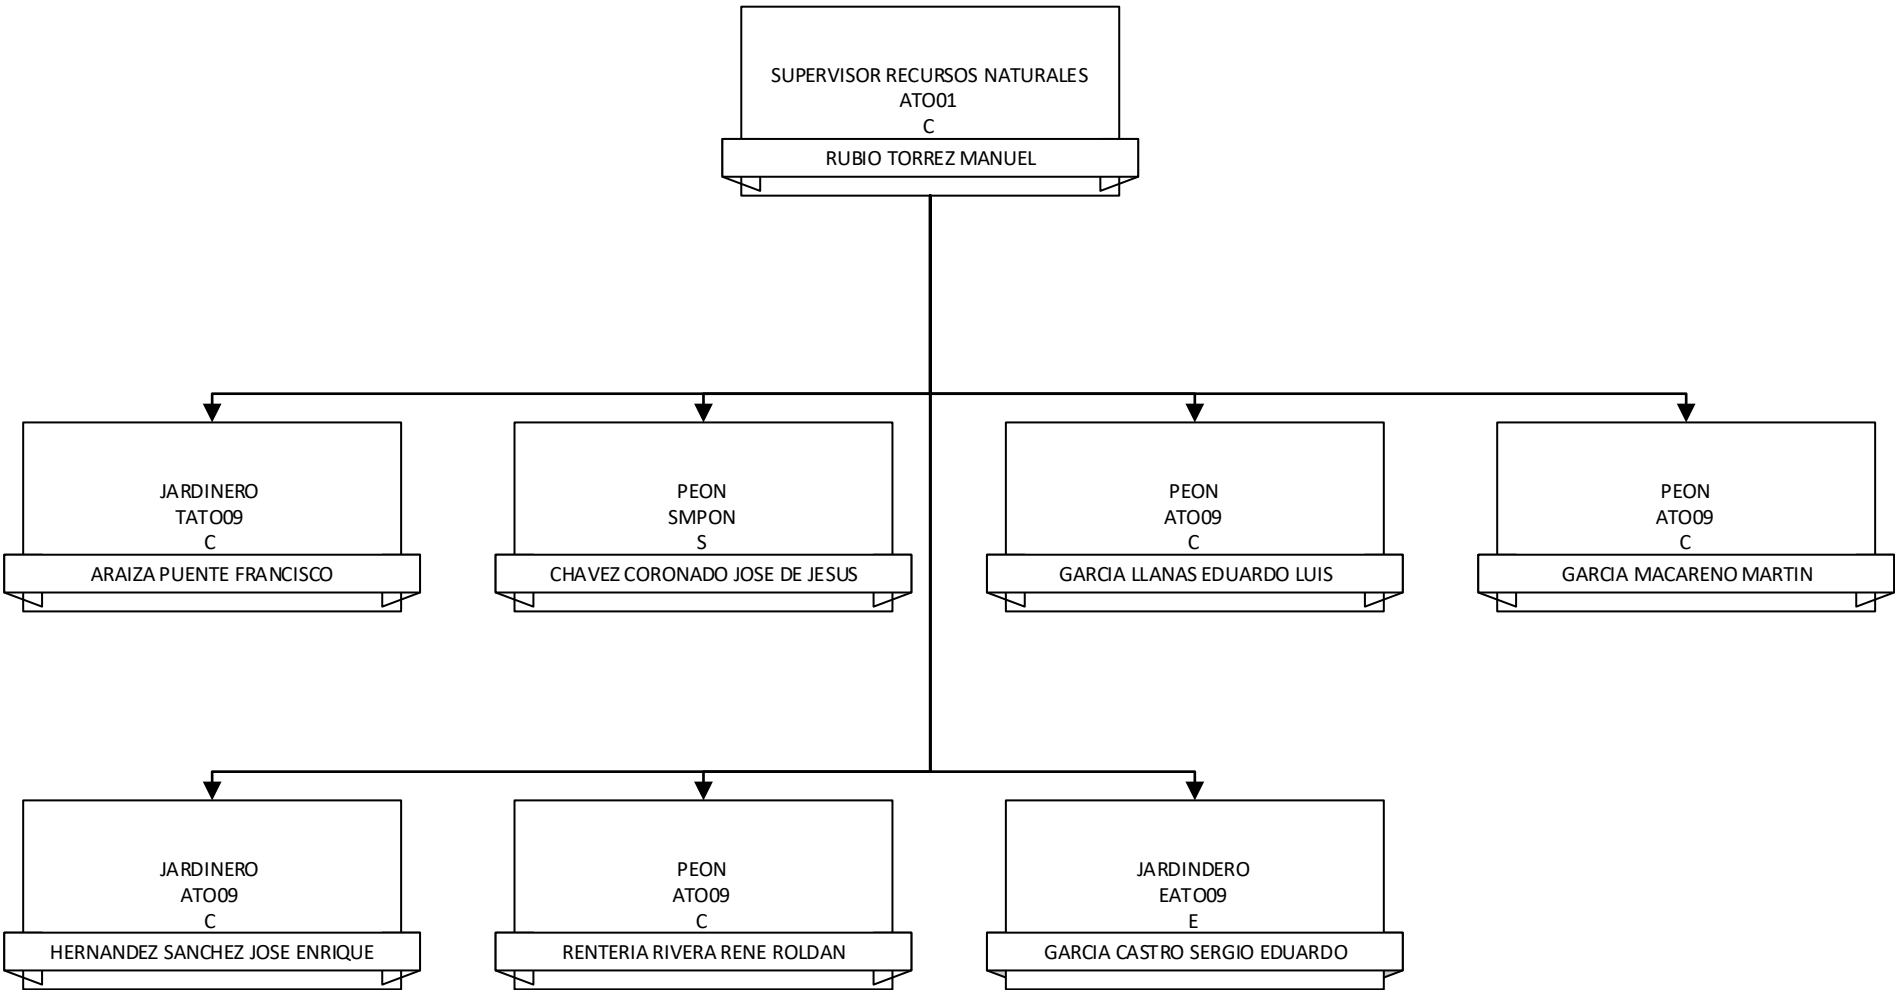 SUPERVISOR RECURSOS NATURALES
ATO01
C
RUBIO TORREZ MANUEL
JARDINERO
TATO09
C
ARAIZA PUENTE FRANCISCO
PEON
SMPON
S
CHAVEZ CORONADO JOSE DE JESUS
PEON
ATO09
C
GARCIA LLANAS EDUARDO LUIS
PEON
ATO09
C
GARCIA MACARENO MARTIN
JARDINERO
ATO09
C
HERNANDEZ SANCHEZ JOSE ENRIQUE
PEON
ATO09
C
RENTERIA RIVERA RENE ROLDAN
JARDINDERO
EATO09
E
GARCIA CASTRO SERGIO EDUARDO